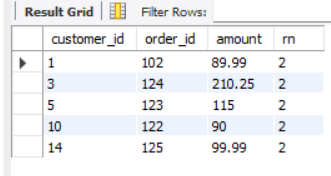 Result Grid Filter Rows:
customer_id order_id amount rn
1 102 89.99 2
3 124 210.25 2
5 123 115 2
10 122 90 2
14 125 99.99 2